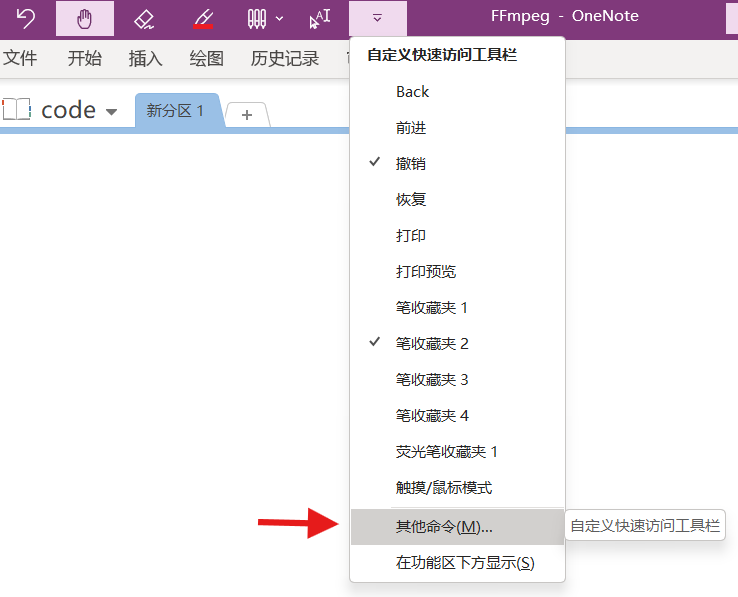 FFmpeg - OneNote
文件 开始 插入 绘图 历史记录
code 新分区 1 +
自定义快速访问工具栏
Back
前进
撤销
恢复
打印
打印预览
笔收藏夹 1
笔收藏夹 2
笔收藏夹 3
笔收藏夹 4
荧光笔收藏夹 1
触摸/鼠标模式
其他命令(M)...
自定义快速访问工具栏
在功能区下方显示(S)